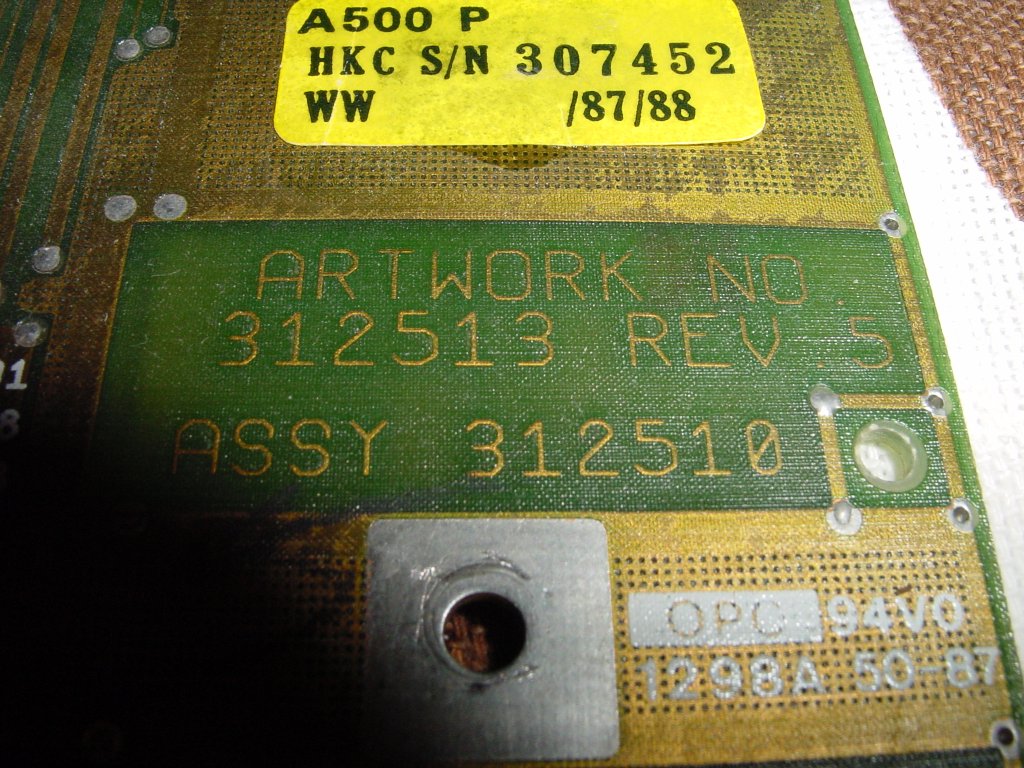 A500 P
HKC S/N 307452
WW /87/88
ARTWORK NO.
312513 REV.5
ASSY 312510
OPC 94V0
1298A 50-87